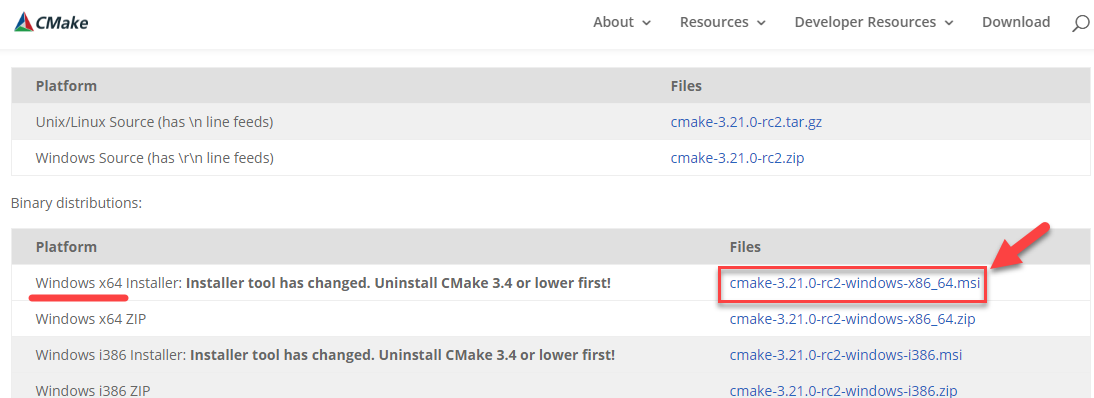 CMake About Resources Developer Resources Download
Platform Files
Unix/Linux Source (has \n line feeds) cmake-3.21.0-rc2.tar.gz
Windows Source (has \r\n line feeds) cmake-3.21.0-rc2.zip
Binary distributions:
Platform Files
Windows x64 Installer: Installer tool has changed. Uninstall CMake 3.4 or lower first! cmake-3.21.0-rc2-windows-x86_64.msi
Windows x64 ZIP cmake-3.21.0-rc2-windows-x86_64.zip
Windows i386 Installer: Installer tool has changed. Uninstall CMake 3.4 or lower first! cmake-3.21.0-rc2-windows-i386.msi
Windows i386 ZIP cmake-3.21.0-rc2-windows-i386.zip